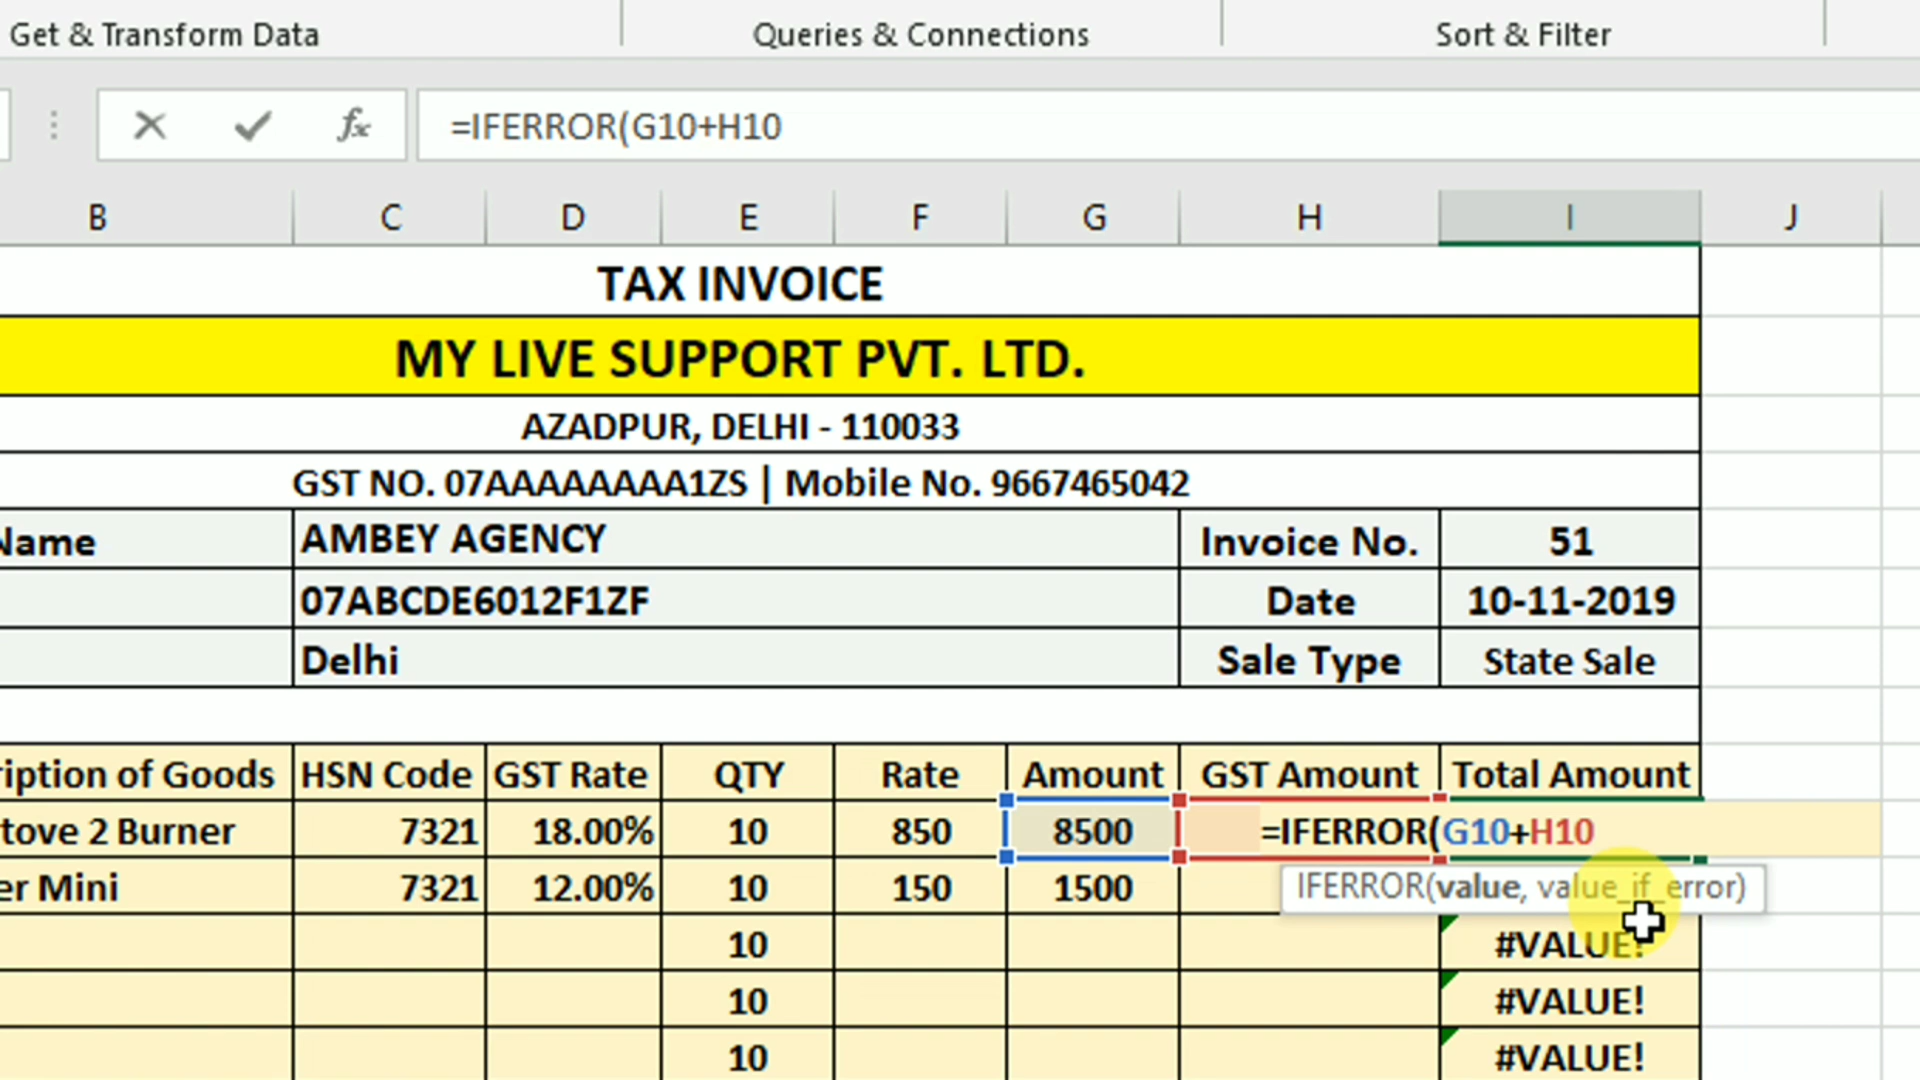 Get & Transform Data Queries & Connections Sort & Filter
fx =IFERROR(G10+H10
B C D E F G H I J
TAX INVOICE
MY LIVE SUPPORT PVT. LTD.
AZADPUR, DELHI - 110033
GST NO. 07AAAAAAAA1ZS | Mobile No. 9667465042
Name AMBEY AGENCY Invoice No. 51
07ABCDE6012F1ZF Date 10-11-2019
Delhi Sale Type State Sale
ription of Goods HSN Code GST Rate QTY Rate Amount GST Amount Total Amount
tove 2 Burner 7321 18.00% 10 850 8500 =IFERROR(G10+H10
er Mini 7321 12.00% 10 150 1500 IFERROR(value, value_if_error)
10 #VALUE!
10 #VALUE!
10 #VALUE!